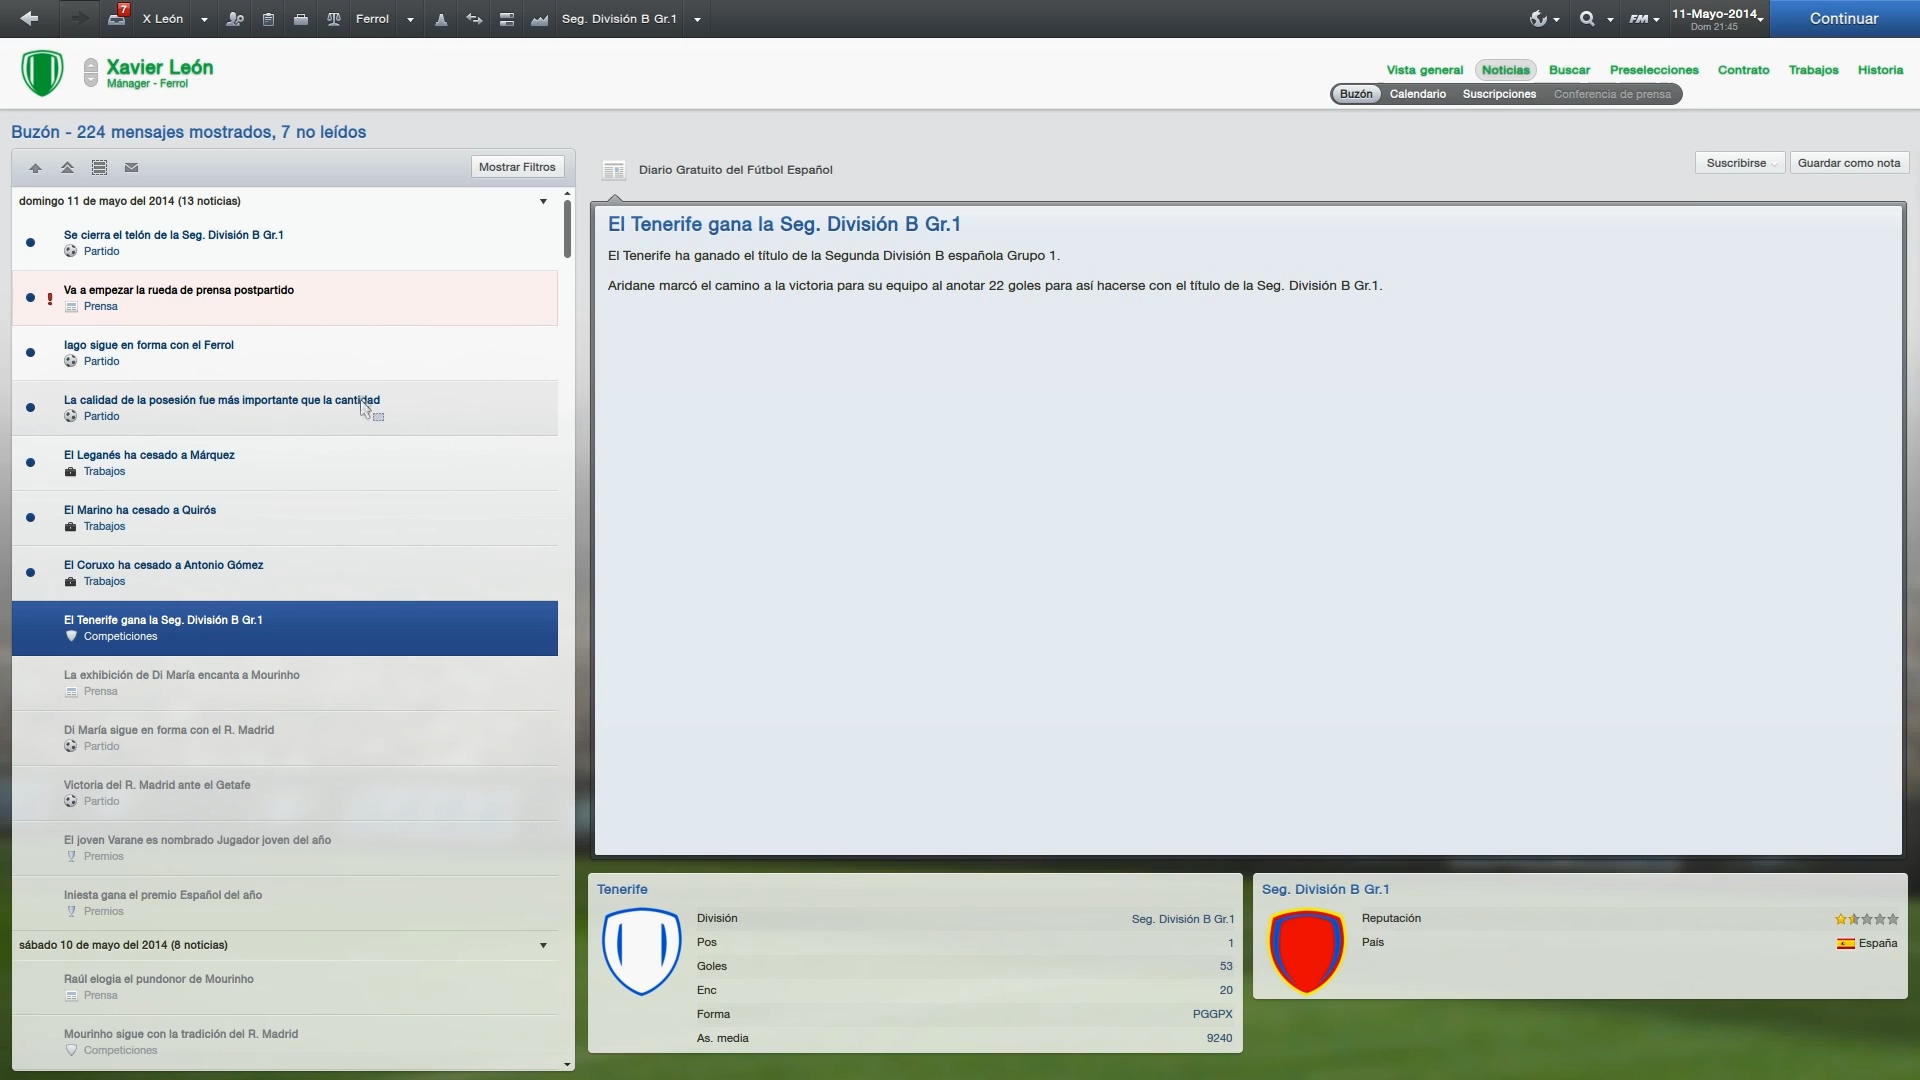 7
X León
Ferrol
Seg. División B Gr.1
FM
11-Mayo-2014
Dom 21:45
Continuar
Xavier León
Mánager - Ferrol
Vista general
Noticias
Buscar
Preselecciones
Contrato
Trabajos
Historia
Buzón
Calendario
Suscripciones
Conferencia de prensa
Buzón - 224 mensajes mostrados, 7 no leídos
Mostrar Filtros
domingo 11 de mayo del 2014 (13 noticias)
Se cierra el telón de la Seg. División B Gr.1
Partido
Va a empezar la rueda de prensa postpartido
Prensa
Iago sigue en forma con el Ferrol
Partido
La calidad de la posesión fue más importante que la cantidad
Partido
El Leganés ha cesado a Márquez
Trabajos
El Marino ha cesado a Quirós
Trabajos
El Coruxo ha cesado a Antonio Gómez
Trabajos
El Tenerife gana la Seg. División B Gr.1
Competiciones
La exhibición de Di María encanta a Mourinho
Prensa
Di María sigue en forma con el R. Madrid
Partido
Victoria del R. Madrid ante el Getafe
Partido
El joven Varane es nombrado Jugador joven del año
Premios
Iniesta gana el premio Español del año
Premios
sábado 10 de mayo del 2014 (8 noticias)
Raúl elogia el pundonor de Mourinho
Prensa
Mourinho sigue con la tradición del R. Madrid
Competiciones
Diario Gratuito del Fútbol Español
Suscribirse
Guardar como nota
El Tenerife gana la Seg. División B Gr.1
El Tenerife ha ganado el título de la Segunda División B española Grupo 1.
Aridane marcó el camino a la victoria para su equipo al anotar 22 goles para así hacerse con el título de la Seg. División B Gr.1.
Tenerife
División Seg. División B Gr.1
Pos 1
Goles 53
Enc 20
Forma PGGPX
As. media 9240
Seg. División B Gr.1
Reputación
País España